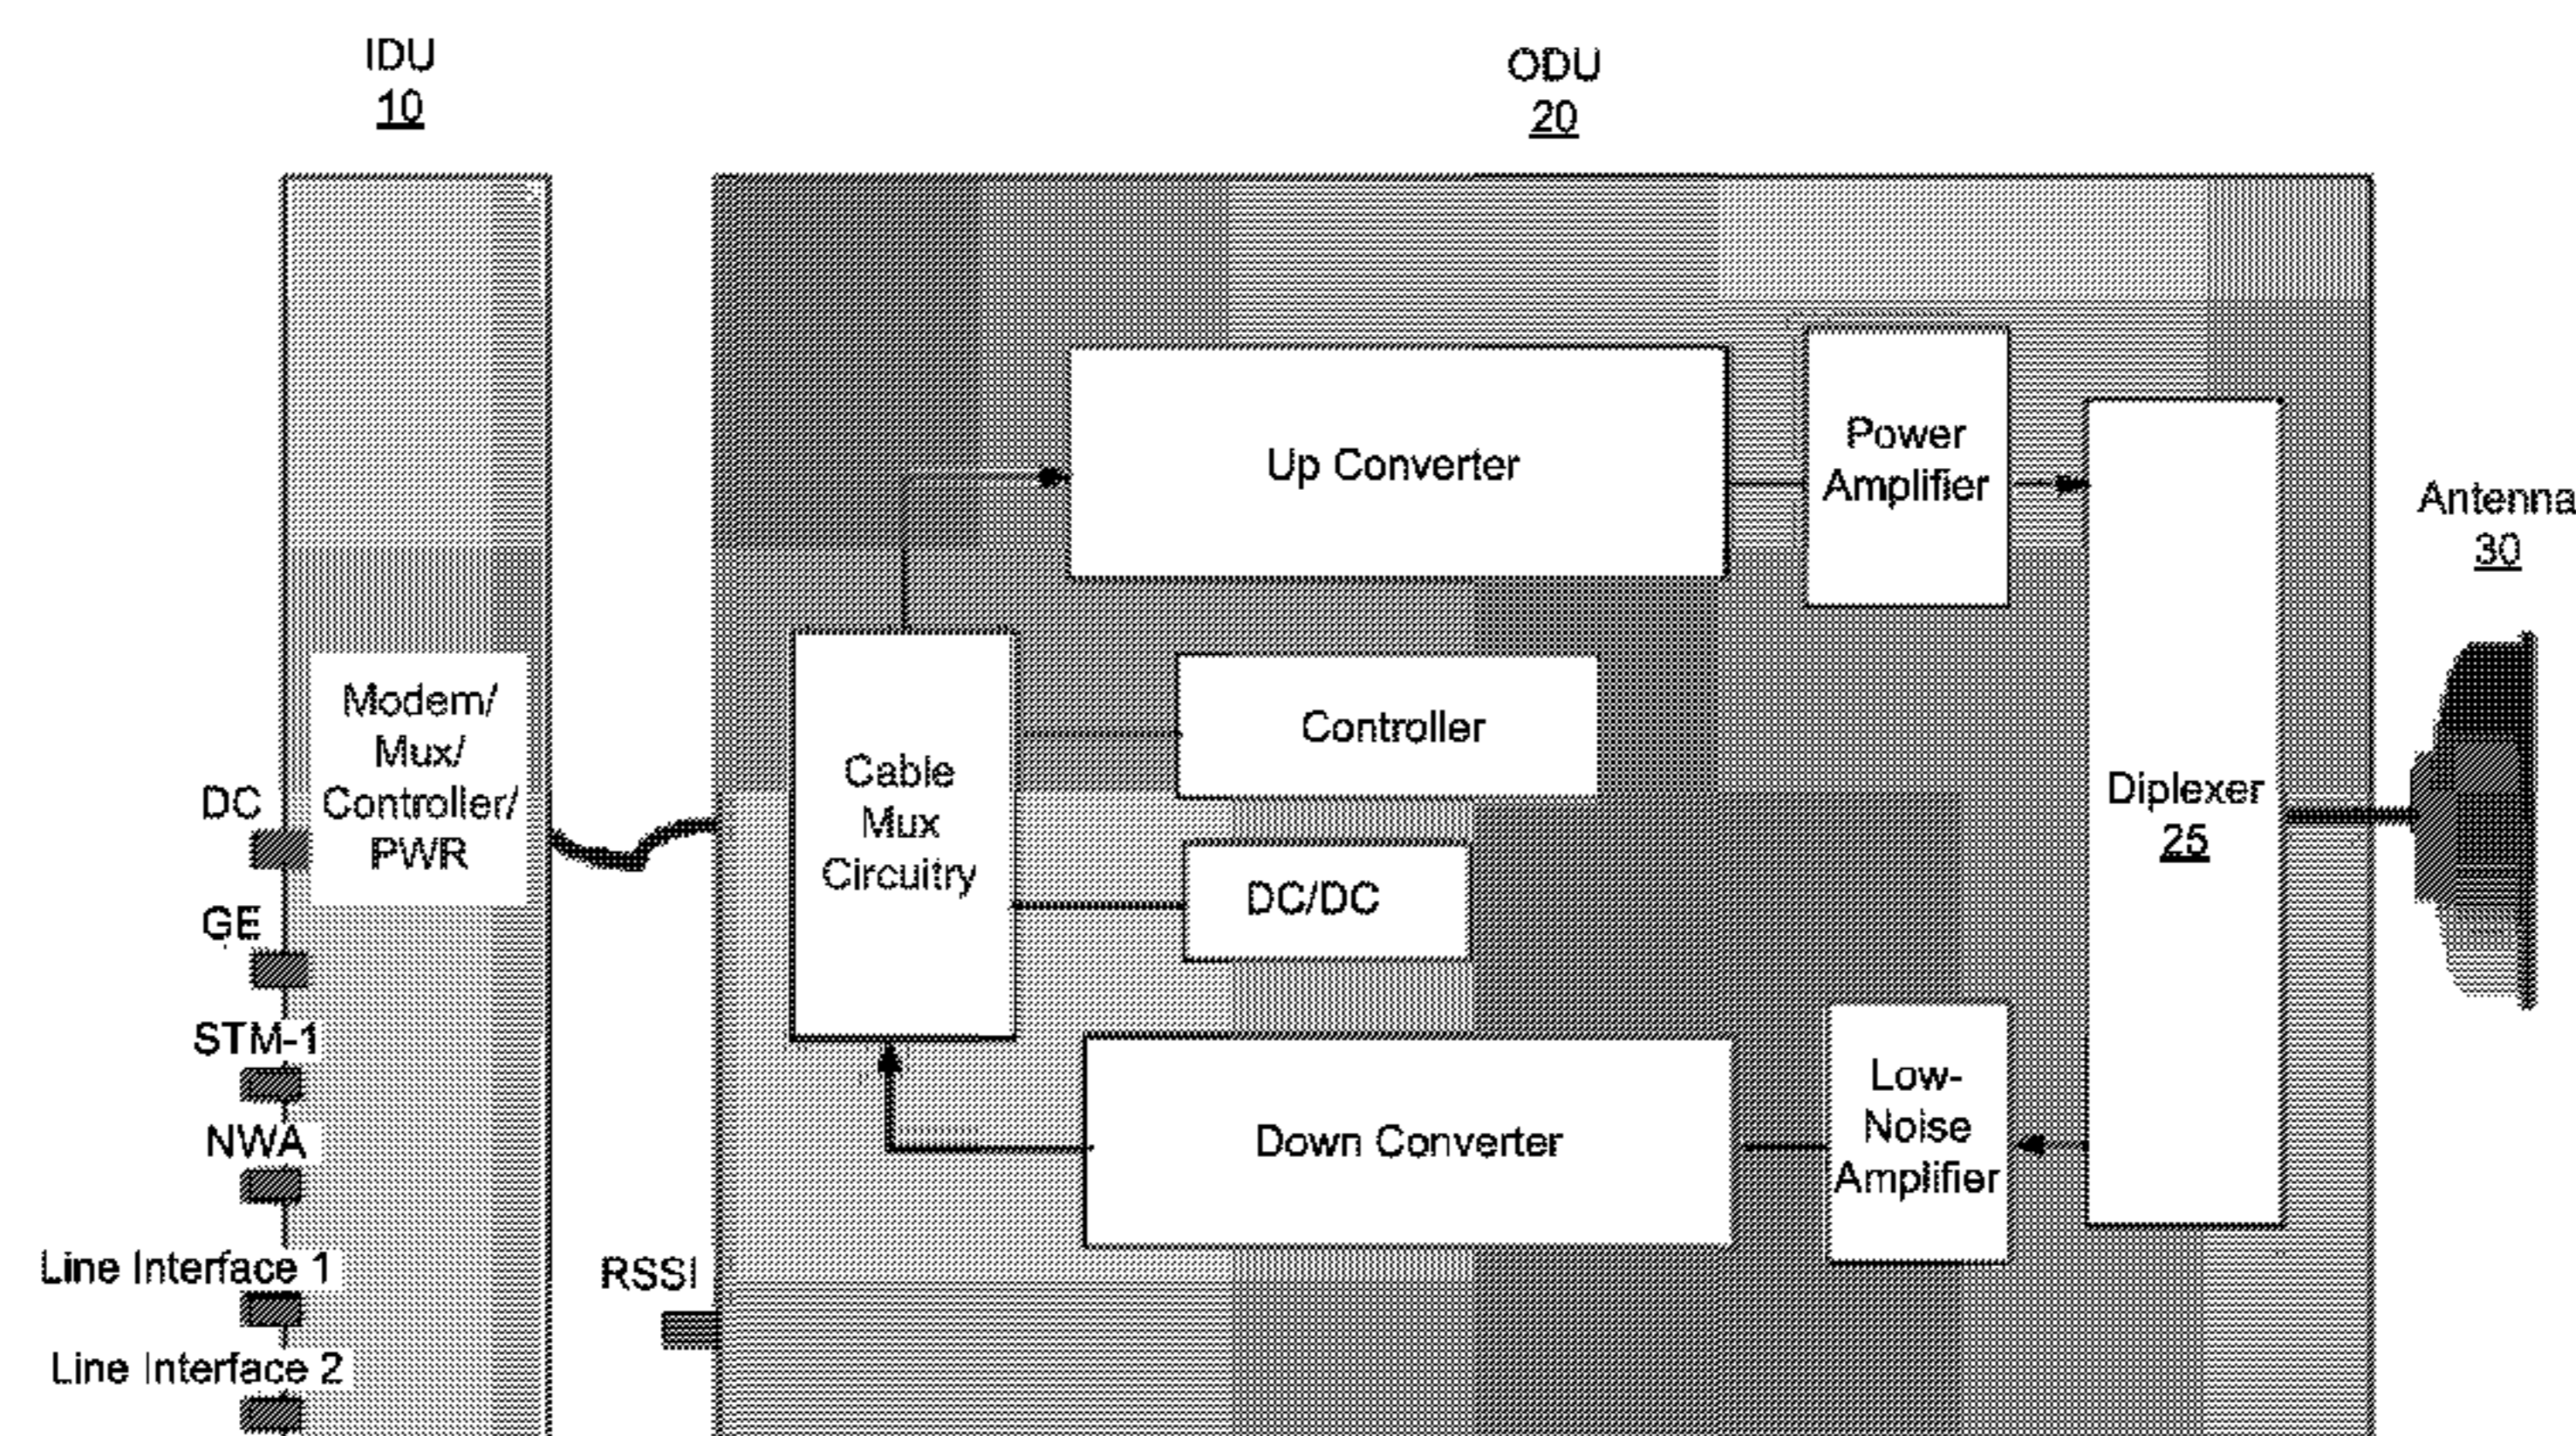 IDU
10
ODU
20
Up Converter
Power
Amplifier
Antenna
30
Modem/
Mux/
Controller/
PWR
Cable
Mux
Circuitry
Controller
DC/DC
Diplexer
25
DC
GE
STM-1
NWA
Line Interface 1
Line Interface 2
RSSI
Down Converter
Low-
Noise
Amplifier